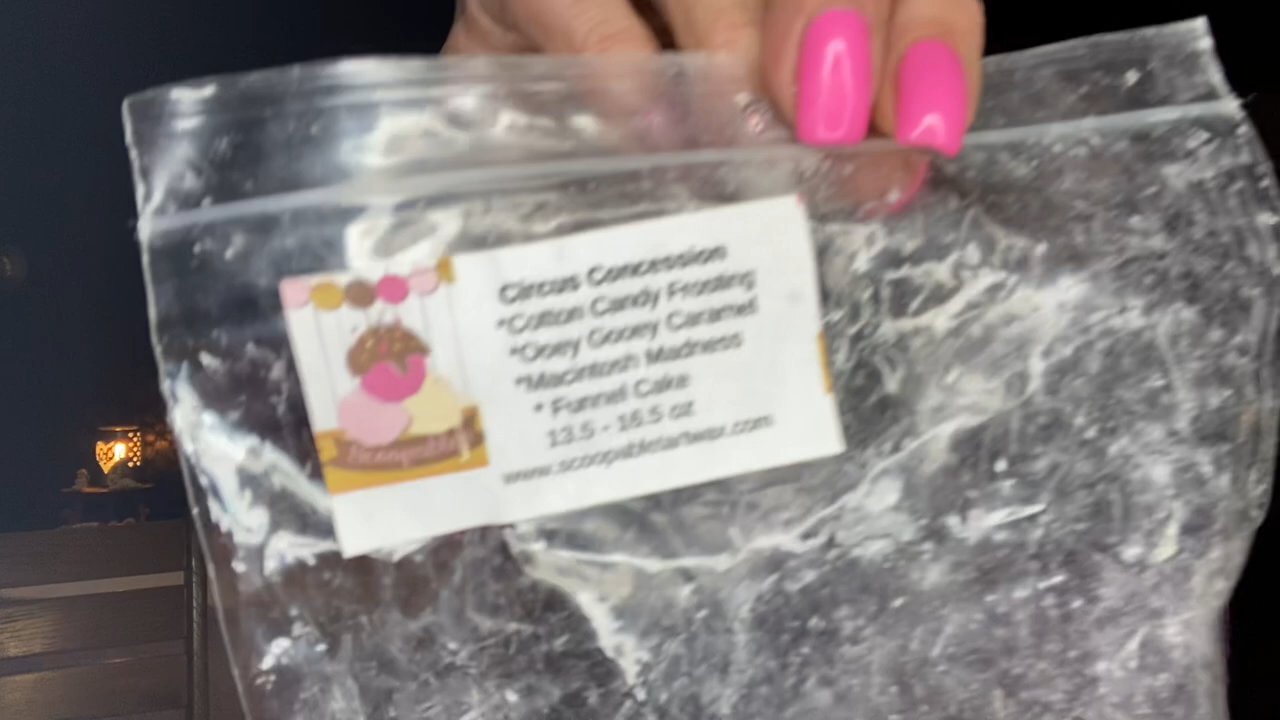 Circus Concession
*Cotton Candy Frosting
*Ooey Gooey Caramel
*Macintosh Madness
* Funnel Cake
13.5 - 16.5 oz
www.scoopabletartwax.com